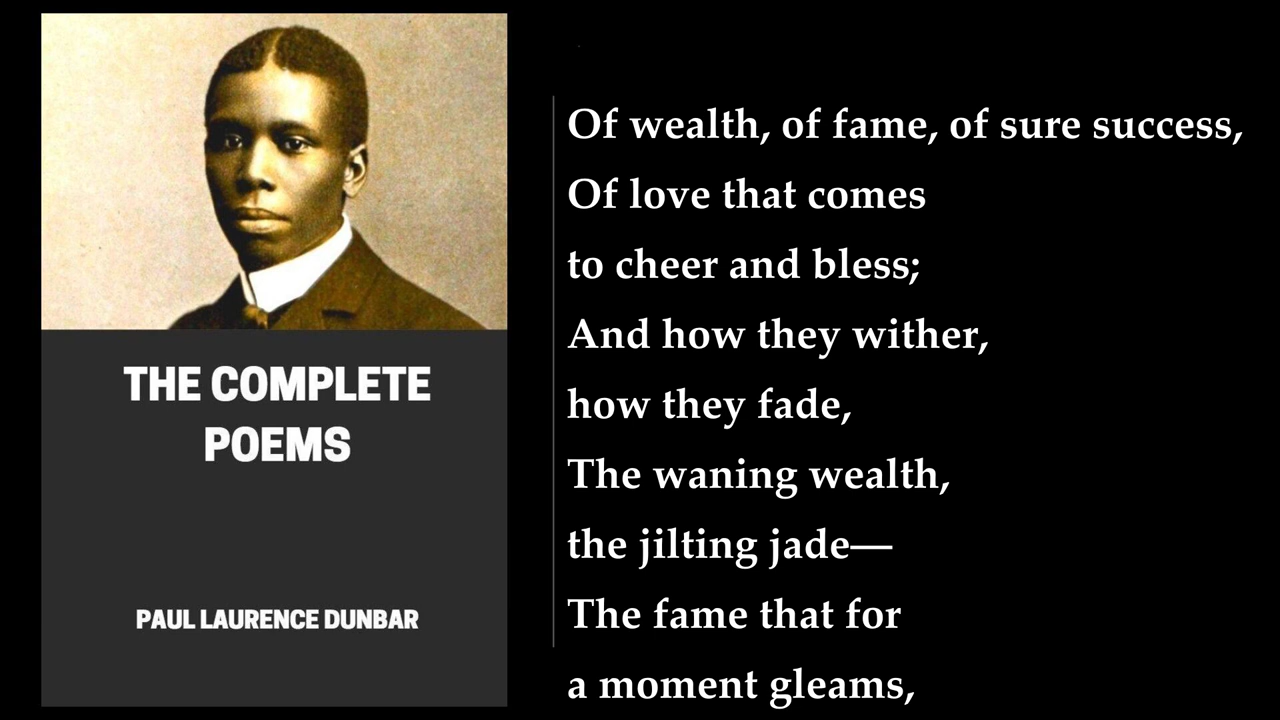 THE COMPLETE
POEMS
PAUL LAURENCE DUNBAR
Of wealth, of fame, of sure success,
Of love that comes
to cheer and bless;
And how they wither,
how they fade,
The waning wealth,
the jilting jade—
The fame that for
a moment gleams,